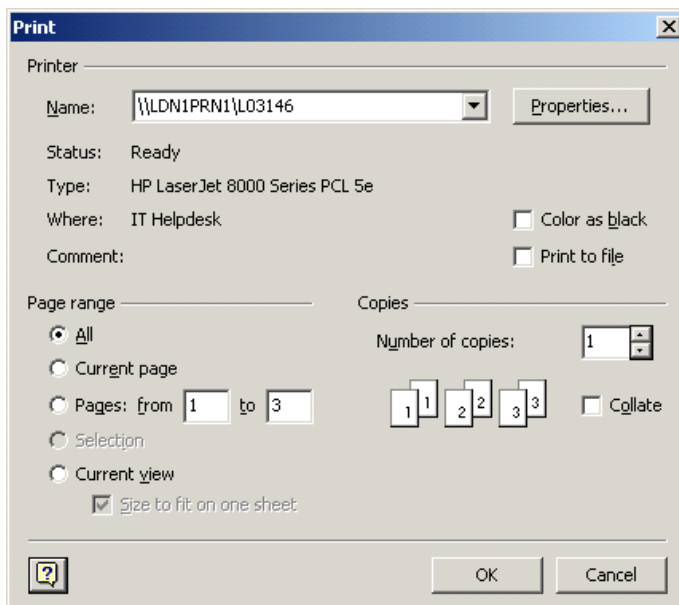 Print
Printer
Name: \\LDN1PRN1\L03146 Properties...
Status: Ready
Type: HP LaserJet 8000 Series PCL 5e
Where: IT Helpdesk Color as black
Comment: Print to file
Page range Copies
All Number of copies: 1
Current page
Pages: from 1 to 3 1 1 2 2 3 3 Collate
Selection
Current view
Size to fit on one sheet
? OK Cancel